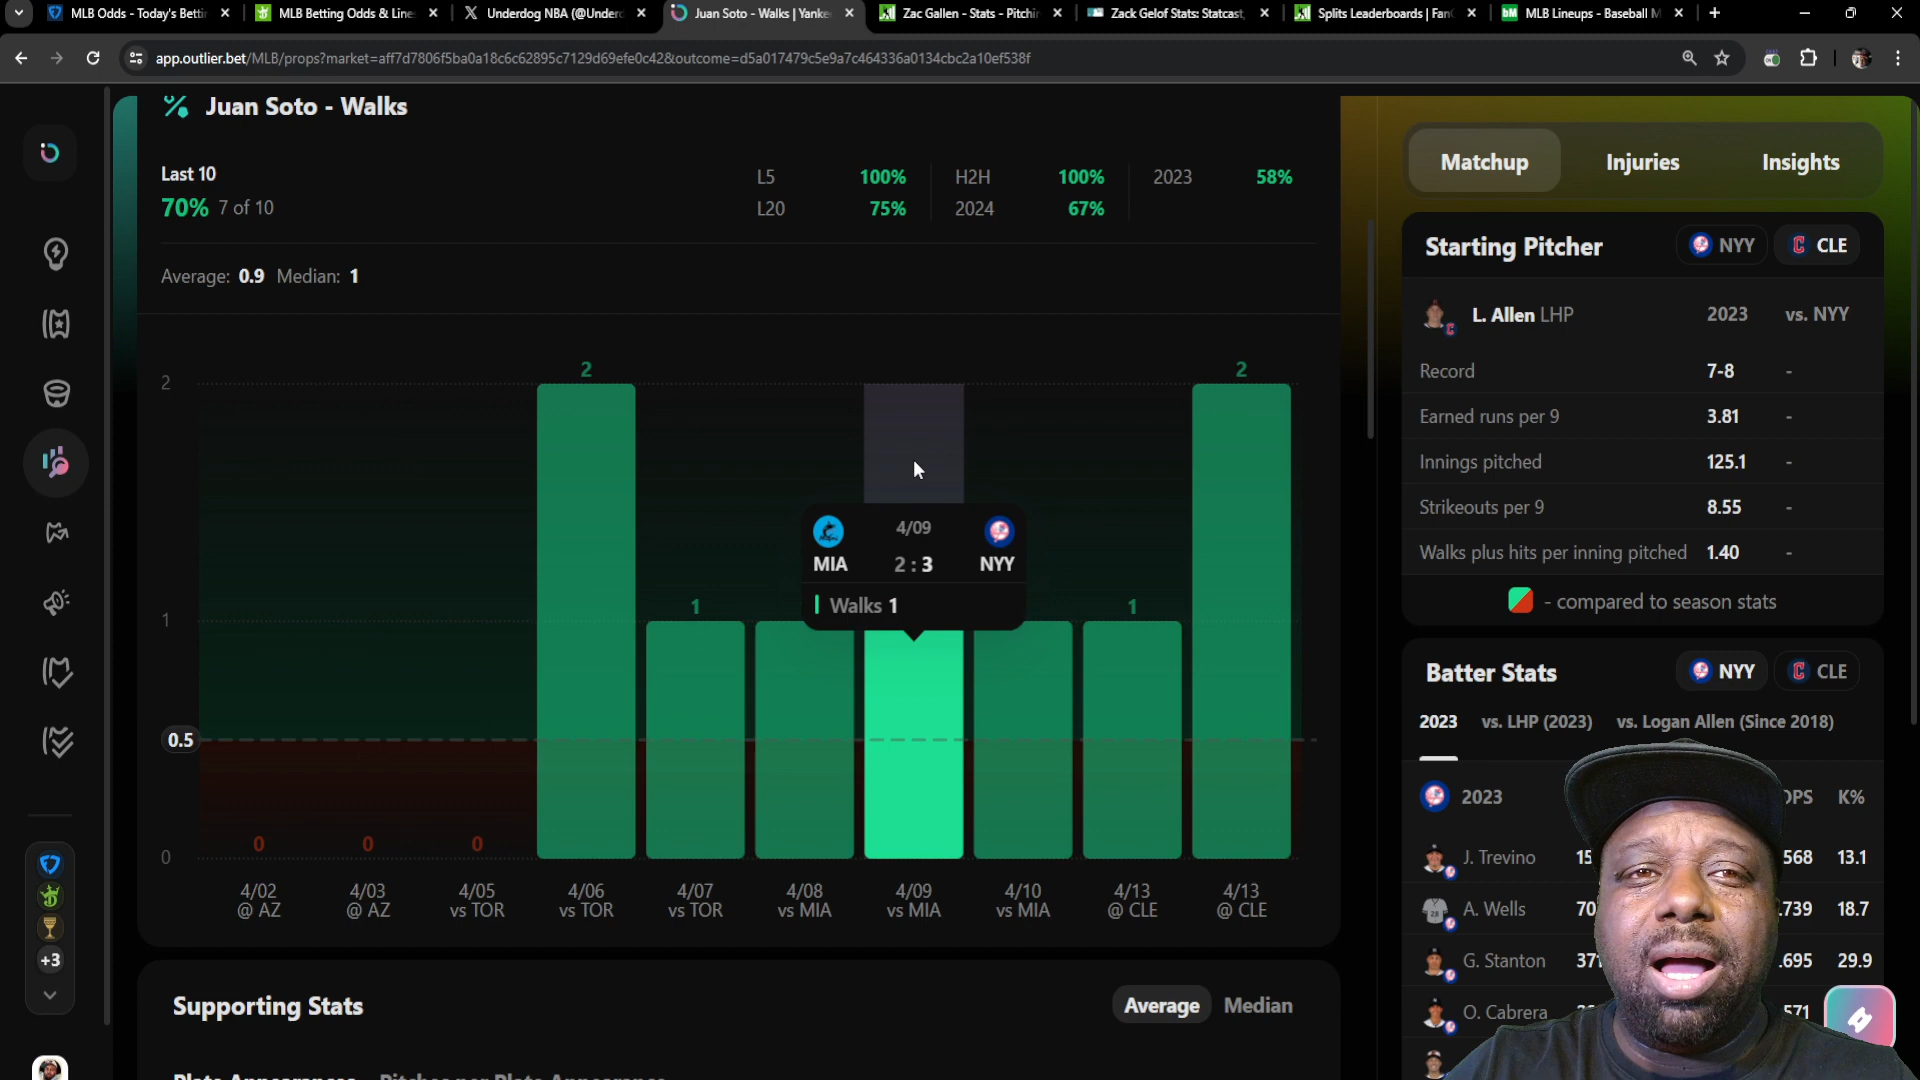 MLB Odds - Today's Betti
MLB Betting Odds & Line
Underdog NBA (@Underd
Juan Soto - Walks | Yanke
Zac Gallen - Stats - Pitchin
Zack Gelof Stats: Statcast,
Splits Leaderboards | Fan
MLB Lineups - Baseball M
app.outlier.bet/MLB/props?market=aff7d7806f5ba0a18c6c62895c7129d69efe0c42&outcome=d5a017479c5e9a7c464336a0134cbc2a10ef538f
Juan Soto - Walks
Last 10
70% 7 of 10
L5 100% H2H 100% 2023 58%
L20 75% 2024 67%
Average: 0.9 Median: 1
2
1
0.5
0
0
0
0
2
1
1
2
4/09
MIA 2 : 3 NYY
Walks 1
4/02 4/03 4/05 4/06 4/07 4/08 4/09 4/10 4/13 4/13
@ AZ @ AZ vs TOR vs TOR vs TOR vs MIA vs MIA vs MIA @ CLE @ CLE
Supporting Stats
Average Median
+3
Matchup Injuries Insights
Starting Pitcher NYY CLE
L. Allen LHP 2023 vs. NYY
Record 7-8 -
Earned runs per 9 3.81 -
Innings pitched 125.1 -
Strikeouts per 9 8.55 -
Walks plus hits per inning pitched 1.40 -
- compared to season stats
Batter Stats NYY CLE
2023 vs. LHP (2023) vs. Logan Allen (Since 2018)
2023 OPS K%
J. Trevino 15 .568 13.1
A. Wells 70 .739 18.7
G. Stanton 37 .695 29.9
O. Cabrera .571